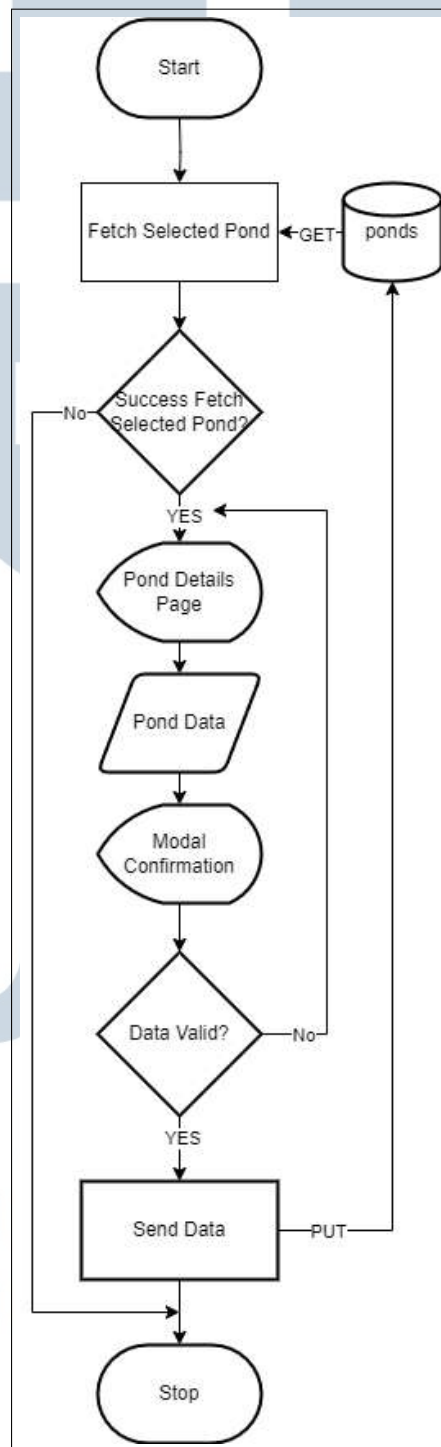 Start
Fetch Selected Pond
GET
ponds
Success Fetch
Selected Pond?
No
YES
Pond Details
Page
Pond Data
Modal
Confirmation
Data Valid?
No
YES
Send Data
PUT
Stop